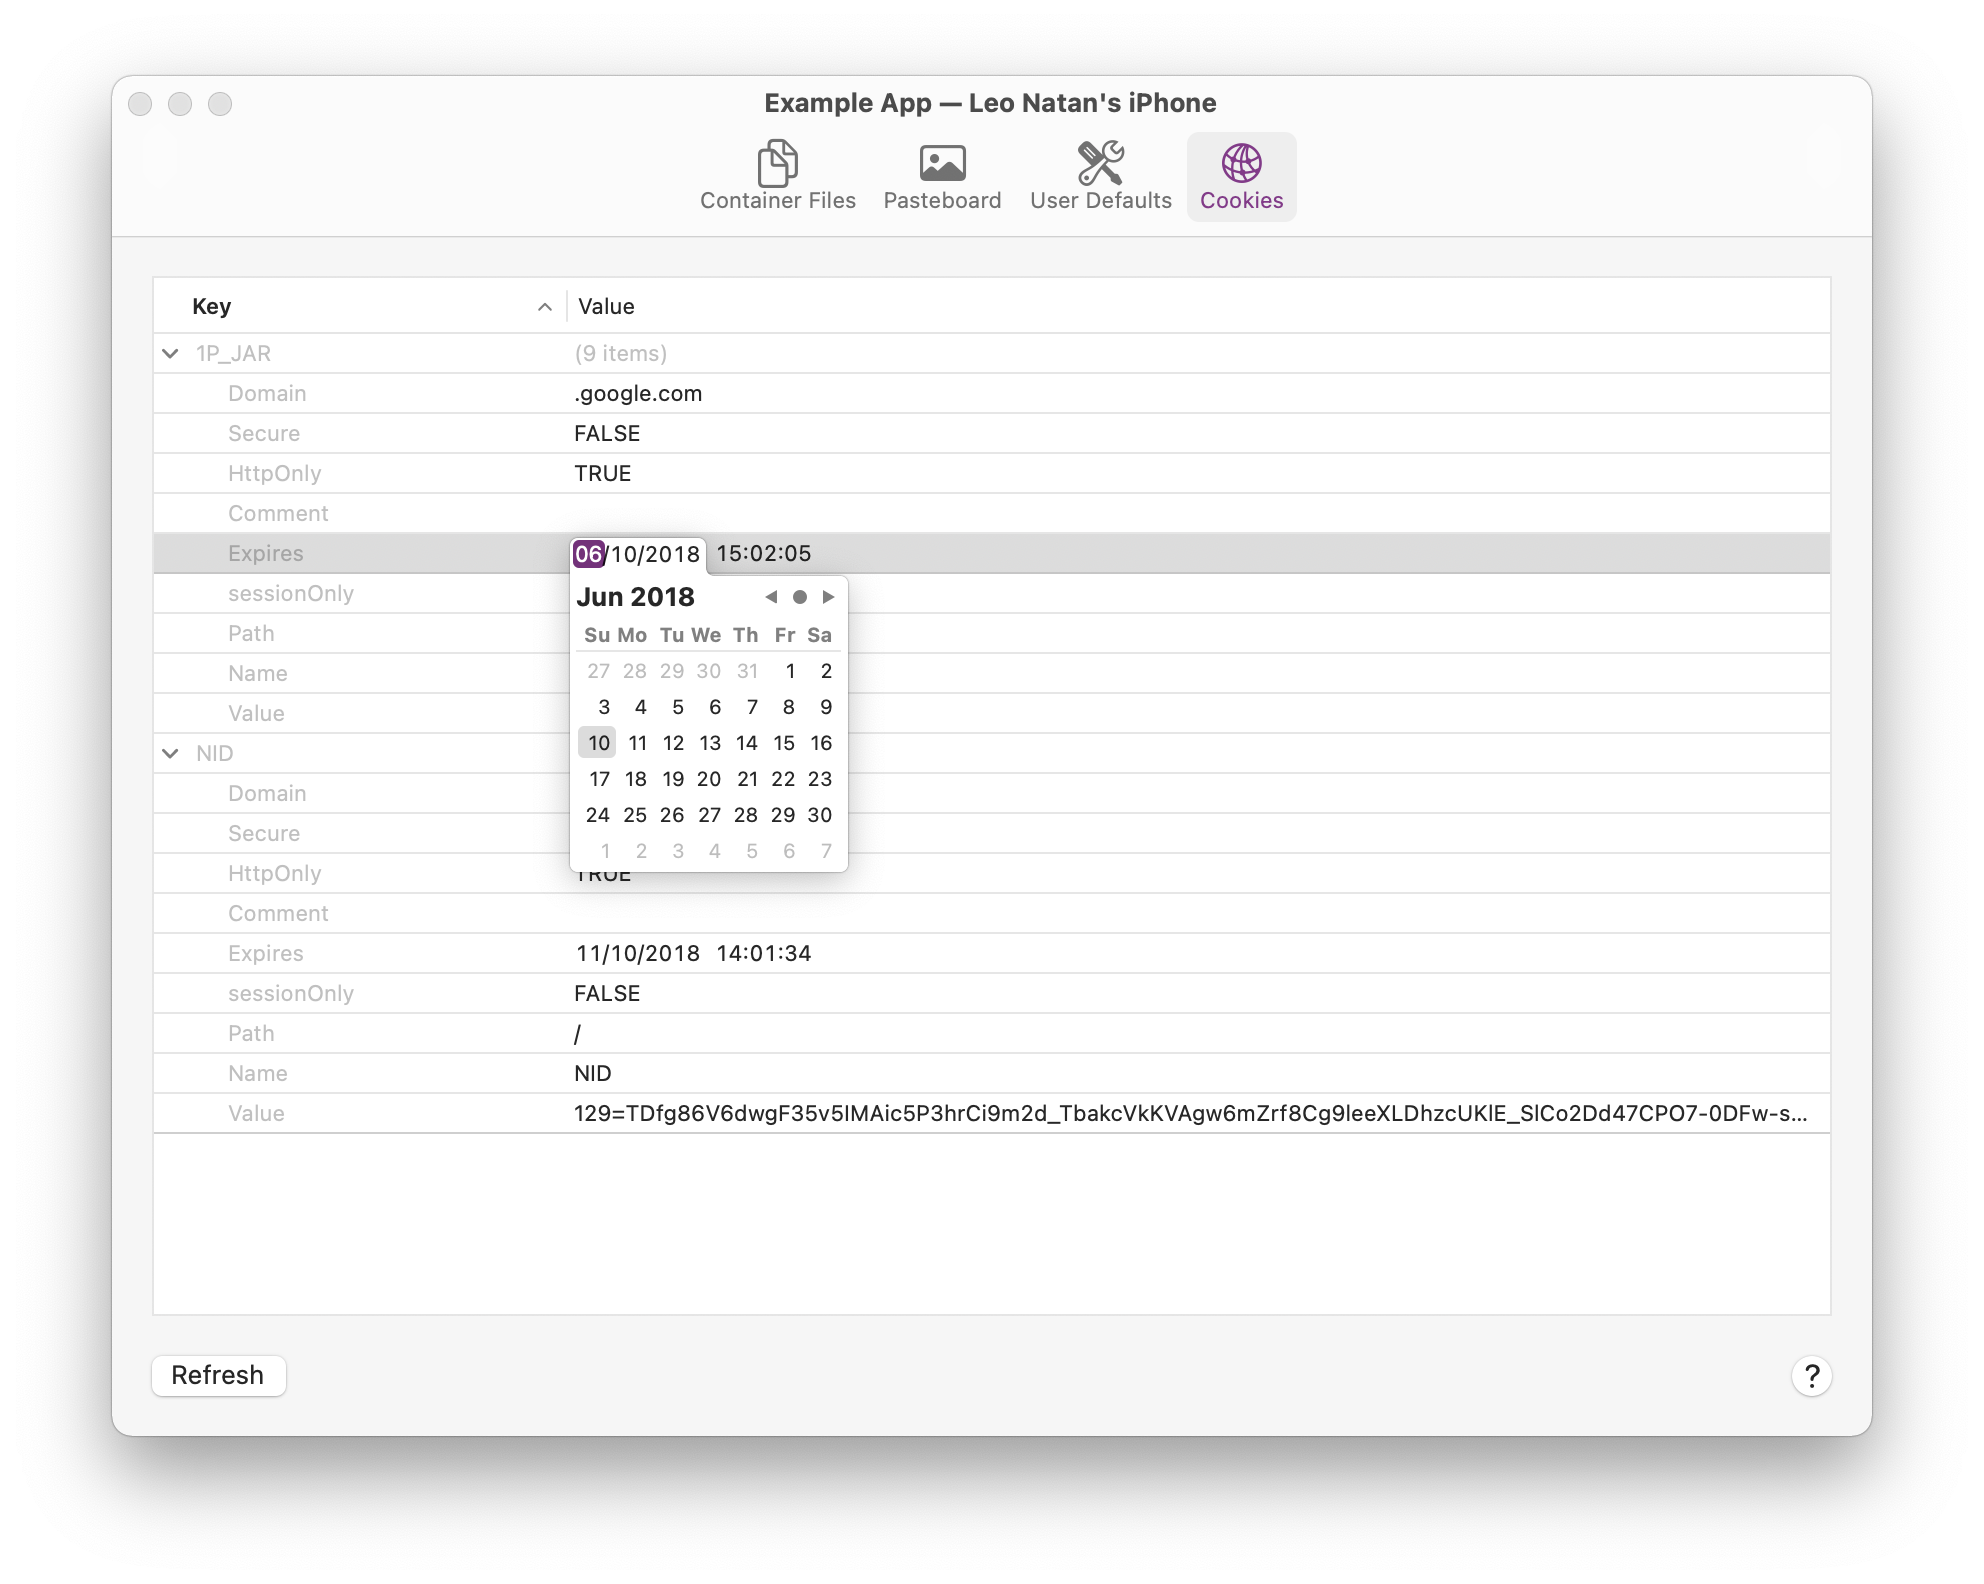 Example App — Leo Natan's iPhone
Container Files Pasteboard User Defaults Cookies
Key Value
1P_JAR (9 items)
Domain .google.com
Secure FALSE
HttpOnly TRUE
Comment
Expires 06/10/2018 15:02:05
sessionOnly
Path
Name
Value
Jun 2018
Su Mo Tu We Th Fr Sa
27 28 29 30 31 1 2
3 4 5 6 7 8 9
10 11 12 13 14 15 16
17 18 19 20 21 22 23
24 25 26 27 28 29 30
1 2 3 4 5 6 7
NID
Domain
Secure
HttpOnly TRUE
Comment
Expires 11/10/2018 14:01:34
sessionOnly FALSE
Path /
Name NID
Value 129=TDfg86V6dwgF35v5IMAic5P3hrCi9m2d_TbakcVkKVAgw6mZrf8Cg9leeXLDhzcUKlE_SlCo2Dd47CPO7-0DFw-s...
Refresh ?